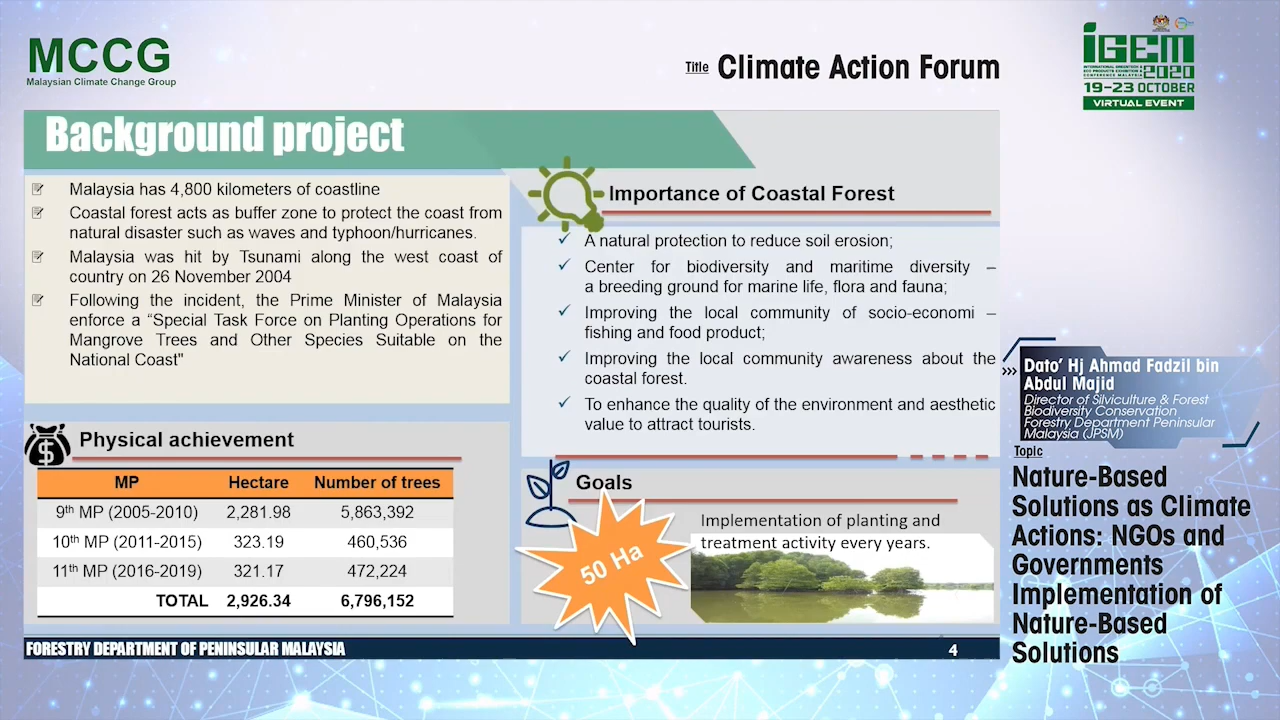 MCCG
Malaysian Climate Change Group
Title Climate Action Forum
iGEM
INTERNATIONAL GREENTECH &
ECO PRODUCTS EXHIBITION &
CONFERENCE MALAYSIA
2020
19-23 OCTOBER
VIRTUAL EVENT
Background project
Malaysia has 4,800 kilometers of coastline
Coastal forest acts as buffer zone to protect the coast from
natural disaster such as waves and typhoon/hurricanes.
Malaysia was hit by Tsunami along the west coast of
country on 26 November 2004
Following the incident, the Prime Minister of Malaysia
enforce a “Special Task Force on Planting Operations for
Mangrove Trees and Other Species Suitable on the
National Coast"
Importance of Coastal Forest
A natural protection to reduce soil erosion;
Center for biodiversity and maritime diversity –
a breeding ground for marine life, flora and fauna;
Improving the local community of socio-economi –
fishing and food product;
Improving the local community awareness about the
coastal forest.
To enhance the quality of the environment and aesthetic
value to attract tourists.
Physical achievement
MP Hectare Number of trees
9th MP (2005-2010) 2,281.98 5,863,392
10th MP (2011-2015) 323.19 460,536
11th MP (2016-2019) 321.17 472,224
TOTAL 2,926.34 6,796,152
Goals
50 Ha
Implementation of planting and
treatment activity every years.
FORESTRY DEPARTMENT OF PENINSULAR MALAYSIA
4
Dato’ Hj Ahmad Fadzil bin
Abdul Majid
Director of Silviculture & Forest
Biodiversity Conservation
Forestry Department Peninsular
Malaysia (JPSM)
Topic
Nature-Based
Solutions as Climate
Actions: NGOs and
Governments
Implementation of
Nature-Based
Solutions